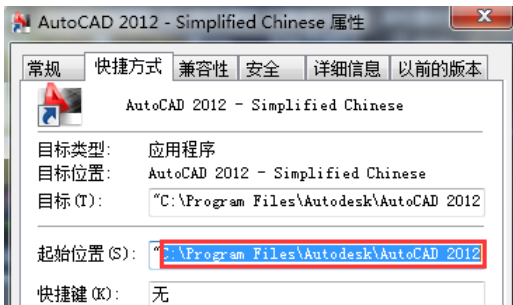 AutoCAD 2012 - Simplified Chinese 属性
常规 快捷方式 兼容性 安全 详细信息 以前的版本
AutoCAD 2012 - Simplified Chinese
目标类型: 应用程序
目标位置: AutoCAD 2012 - Simplified Chinese
目标(T): "C:\Program Files\Autodesk\AutoCAD 2012
起始位置(S): "C:\Program Files\Autodesk\AutoCAD 2012
快捷键(K): 无